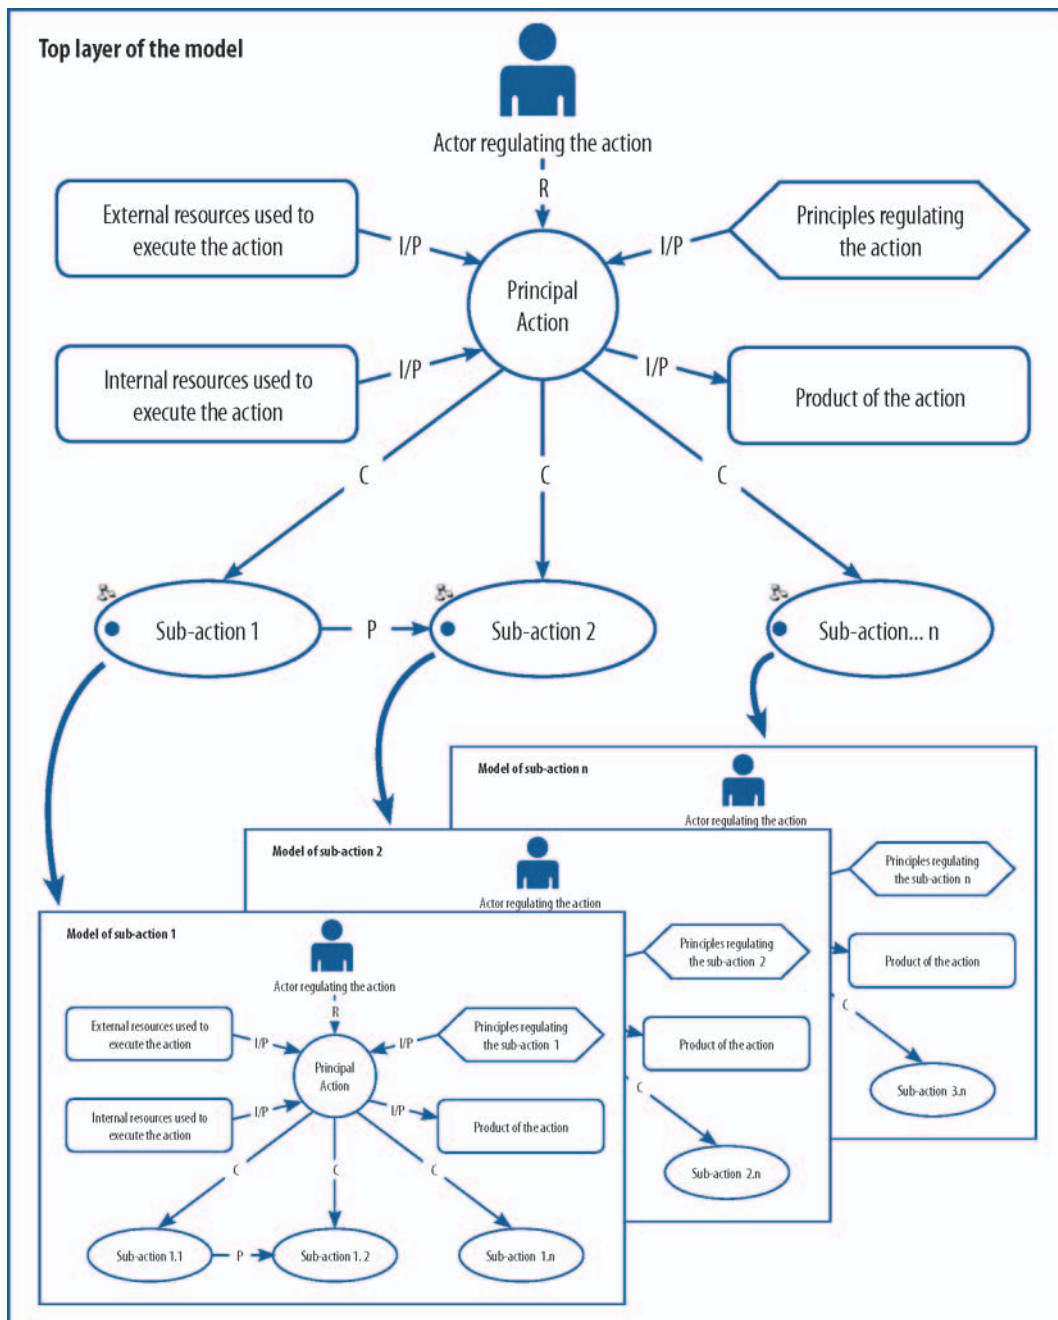 Top layer of the model
Actor regulating the action
R
External resources used to
execute the action
I/P
Principles regulating
the action
I/P
Principal
Action
Internal resources used to
execute the action
I/P
I/P
Product of the action
C
C
C
Sub-action 1
P
Sub-action 2
Sub-action... n
Model of sub-action n
Actor regulating the action
Principles regulating
the sub-action n
Product of the action
C
Sub-action 3.n
Model of sub-action 2
Actor regulating the action
Principles regulating
the sub-action 2
Product of the action
C
Sub-action 2.n
Model of sub-action 1
Actor regulating the action
R
External resources used to
execute the action
I/P
I/P
Principles regulating
the sub-action 1
Principal
Action
Internal resources used to
execute the action
I/P
I/P
Product of the action
C
C
C
Sub-action 1.1
P
Sub-action 1. 2
Sub-action 1.n